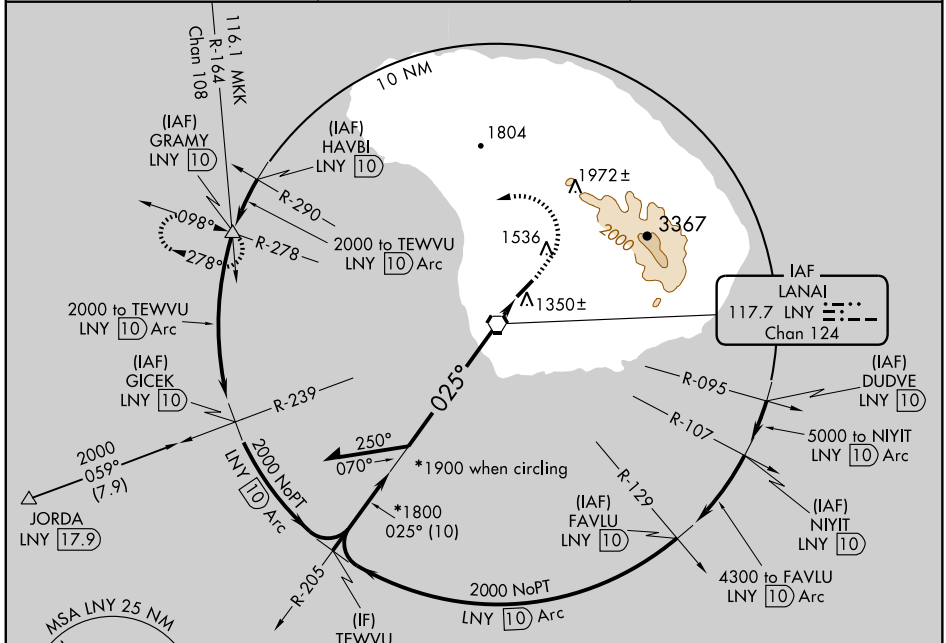 116.1 MKK
R-164
Chan 108
10 NM
(IAF)
GRAMY
LNY 10
(IAF)
HAVBI
LNY 10
1804
1972±
R-290
098°
278°
R-278
2000 to TEWVU
LNY 10 Arc
1536
2000
3367
2000 to TEWVU
LNY 10 Arc
1350±
IAF
LANAI
117.7 LNY
Chan 124
(IAF)
GICEK
LNY 10
R-239
025°
R-095
(IAF)
DUDVE
LNY 10
R-107
5000 to NIYIT
LNY 10 Arc
2000
059°
(7.9)
JORDA
LNY 17.9
2000 NoPT
LNY 10 Arc
250°
070°
*1900 when circling
*1800
025° (10)
R-129
(IAF)
FAVLU
LNY 10
(IAF)
NIYIT
LNY 10
4300 to FAVLU
LNY 10 Arc
2000 NoPT
LNY 10 Arc
R-205
(IF)
TEWVU
MSA LNY 25 NM